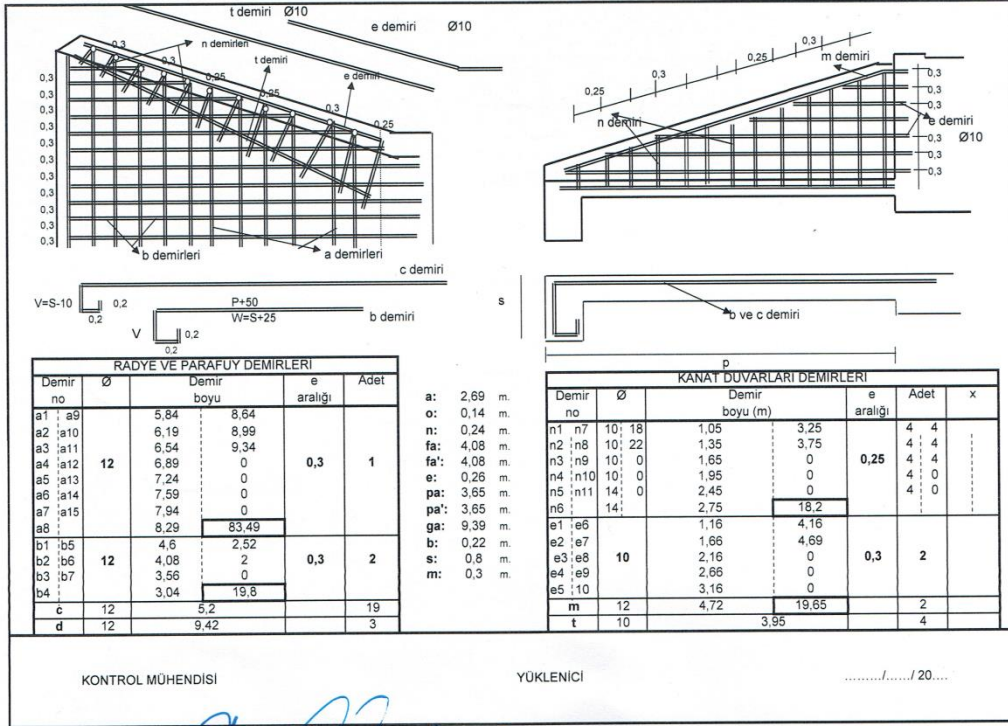 t demiri Ø10
e demiri Ø10
0,3
n demirleri
0,3
t demiri
0,25
e demiri
0,25
0,3
0,25
0,3
0,3
0,3
0,3
0,3
0,3
0,3
0,3
0,3
0,3
0,3
b demirleri
a demirleri
0,3
0,25
m demiri
0,3
0,25
n demiri
0,3
0,3
0,3
e demiri
Ø10
0,3
0,3
c demiri
V=S-10
0,2
0,2
P+50
W=S+25
b demiri
V
0,2
0,2
s
b ve c demiri
p
RADYE VE PARAFUY DEMİRLERİ
Demir no Ø Demir boyu e aralığı Adet
a1 a9 5,84 8,64
a2 a10 6,19 8,99
a3 a11 6,54 9,34
a4 a12 12 6,89 0 0,3 1
a5 a13 7,24 0
a6 a14 7,59 0
a7 a15 7,94 0
a8 8,29 83,49
b1 b5 4,6 2,52
b2 b6 12 4,08 2 0,3 2
b3 b7 3,56 0
b4 3,04 19,8
c 12 5,2 19
d 12 9,42 3
a: 2,69 m.
o: 0,14 m.
n: 0,24 m.
fa: 4,08 m.
fa': 4,08 m.
e: 0,26 m.
pa: 3,65 m.
pa': 3,65 m.
ga: 9,39 m.
b: 0,22 m.
s: 0,8 m.
m: 0,3 m.
KANAT DUVARLARI DEMİRLERİ
Demir no Ø Demir boyu (m) e aralığı Adet x
n1 n7 10 18 1,05 3,25 4 4
n2 n8 10 22 1,35 3,75 4 4
n3 n9 10 0 1,65 0 0,25 4 4
n4 n10 10 0 1,95 0 4 0
n5 n11 14 0 2,45 0 4 0
n6 14 2,75 18,2
e1 e6 1,16 4,16
e2 e7 1,66 4,69
e3 e8 10 2,16 0 0,3 2
e4 e9 2,66 0
e5 10 3,16 0
m 12 4,72 19,65 2
t 10 3,95 4
KONTROL MÜHENDİSİ
YÜKLENİCİ
........./....../ 20....